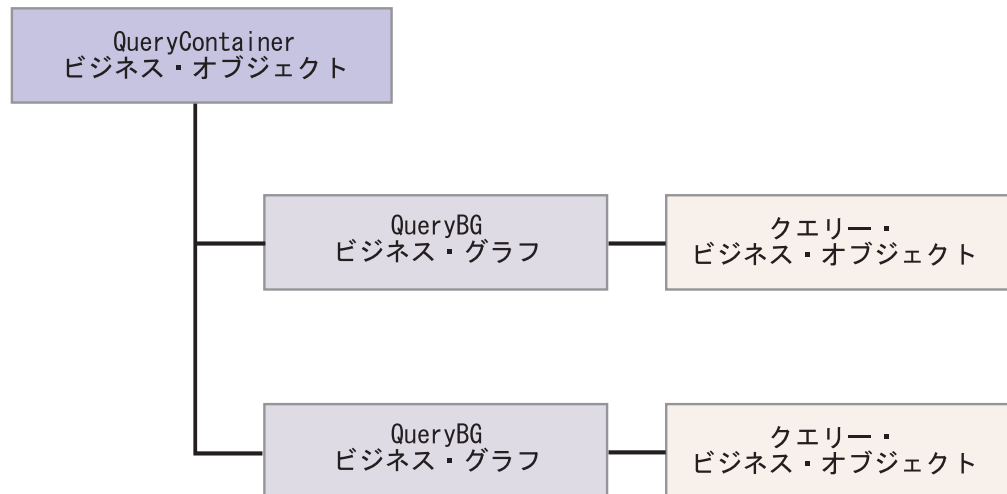 QueryContainer
ビジネス・オブジェクト
QueryBG
ビジネス・グラフ
クエリー・
ビジネス・オブジェクト
QueryBG
ビジネス・グラフ
クエリー・
ビジネス・オブジェクト